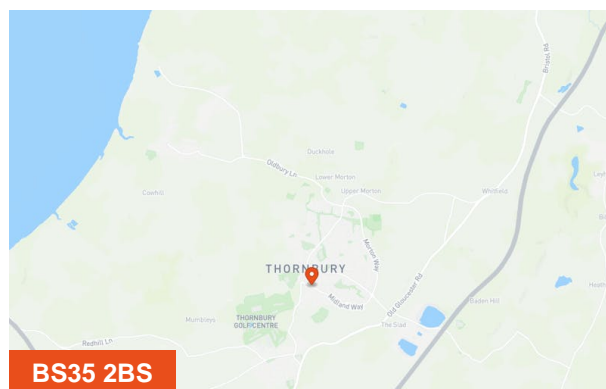 Bristol Rd
Duckhole
Oldbury Ln
Lower Morton
Cowhill
Upper Morton
Whitfield
Morton Way
THORNBURY
Old Gloucester Rd
Baden Hill
Midland Way
Mumbleys
THORNBURY
GOLF CENTRE
The Slad
Redhill Ln
BS35 2BS